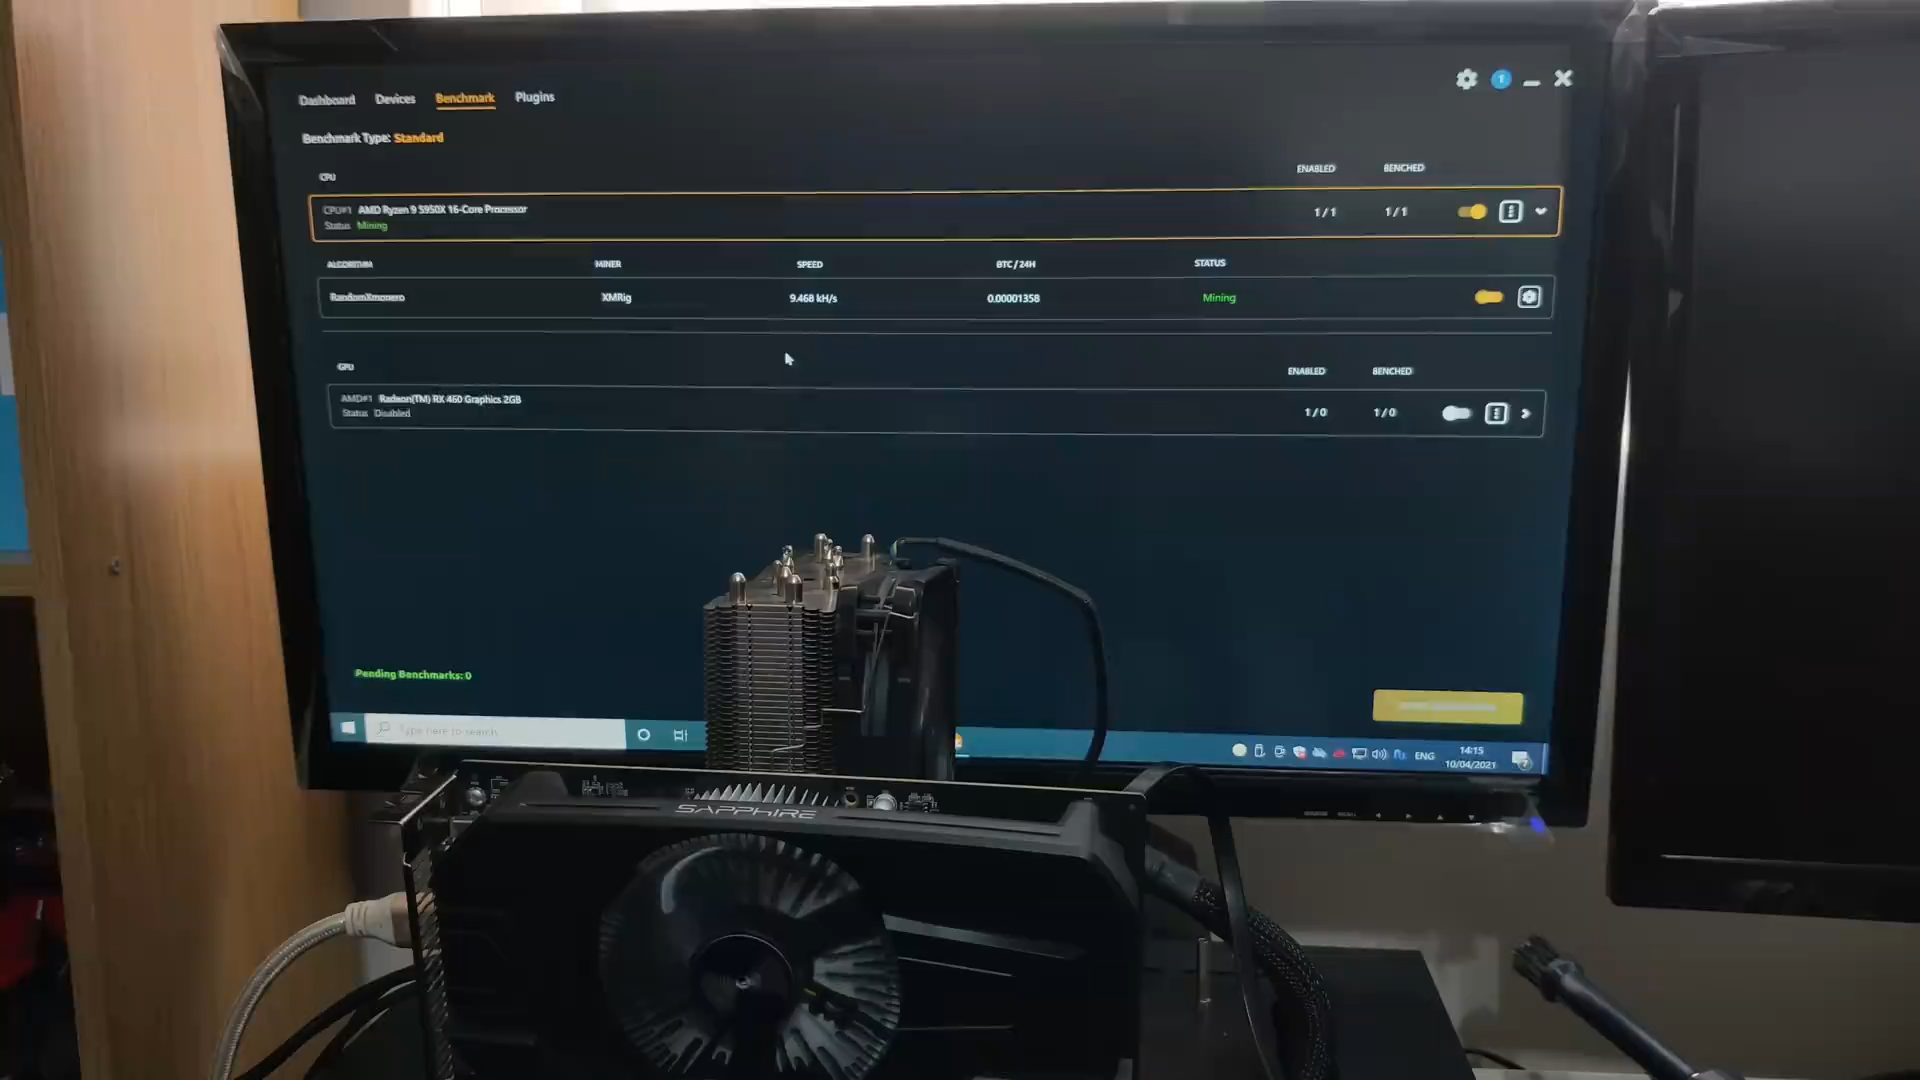 Dashboard Devices Benchmark Plugins
Benchmark Type: Standard
CPU ENABLED BENCHED
CPU#1 AMD Ryzen 9 5950X 16-Core Processor 1/1 1/1
Status Mining
ALGORITHM MINER SPEED BTC/24H STATUS
RandomXmonero XMRig 9.468 kH/s 0.00001358 Mining
GPU ENABLED BENCHED
AMD#1 Radeon(TM) RX 460 Graphics 2GB 1/0 1/0
Status Disabled
Pending Benchmarks: 0
Type here to search
ENG 14:15
10/04/2021
SAPPHIRE